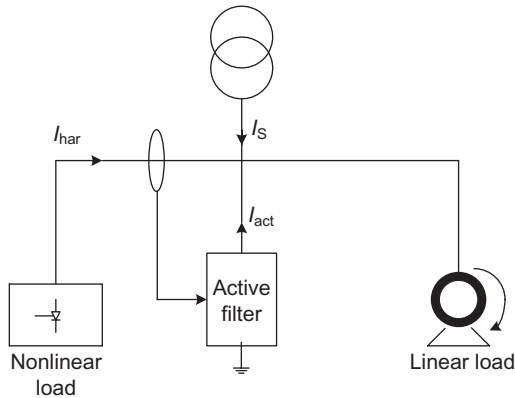 I_S
I_har
I_act
Active
filter
Nonlinear
load
Linear load